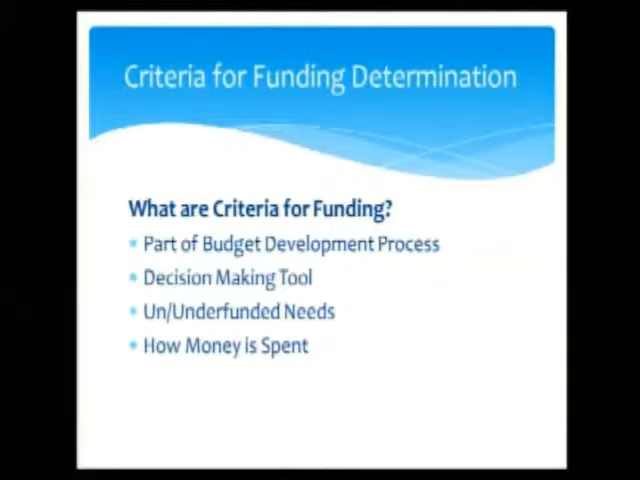 Criteria for Funding Determination
What are Criteria for Funding?
Part of Budget Development Process
Decision Making Tool
Un/Underfunded Needs
How Money is Spent